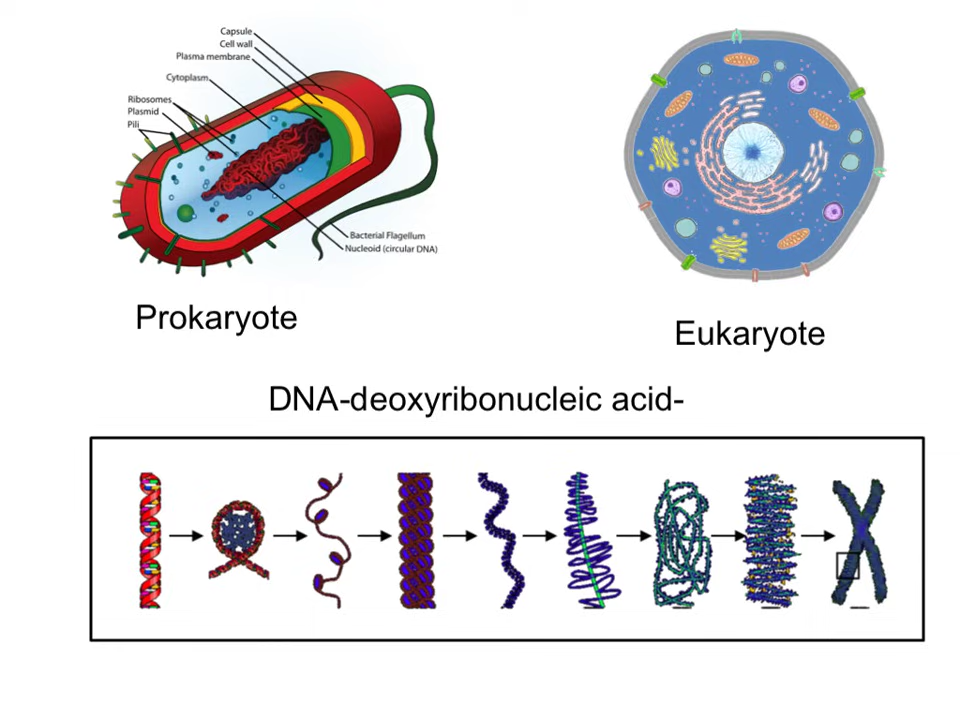 Capsule
Cell wall
Plasma membrane
Cytoplasm
Ribosomes
Plasmid
Pili
Bacterial Flagellum
Nucleoid (circular DNA)
Prokaryote
Eukaryote
DNA-deoxyribonucleic acid-